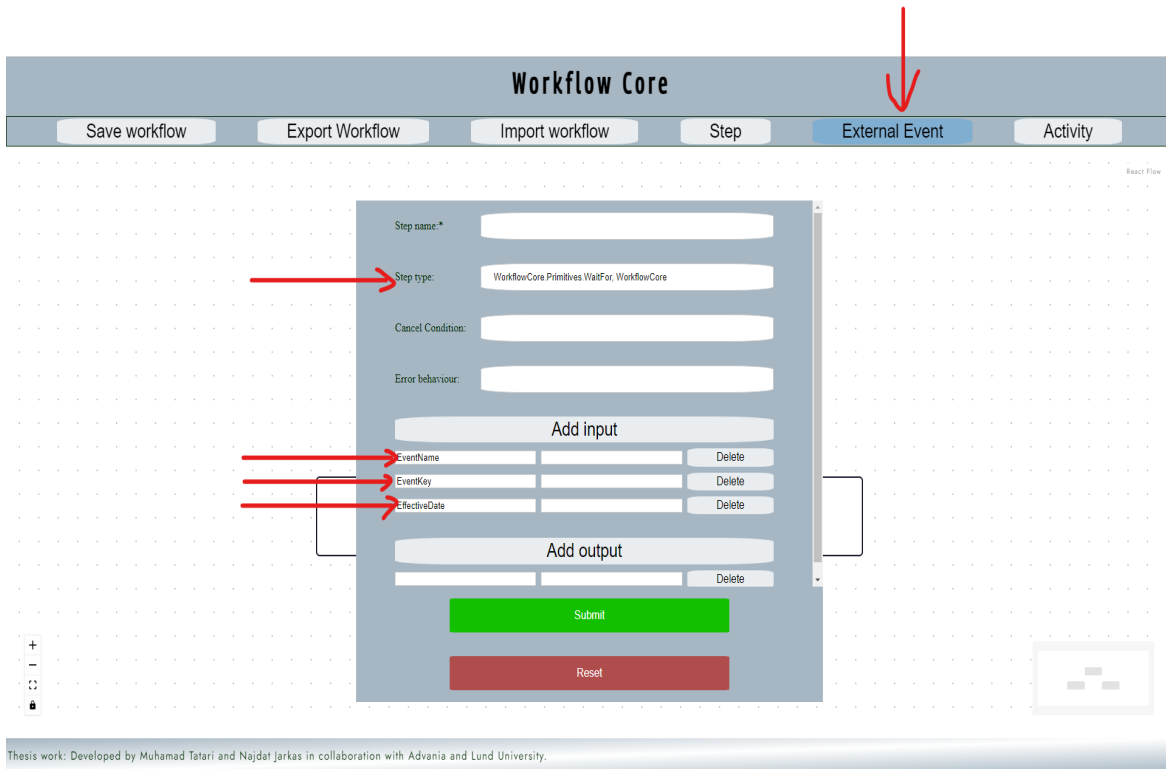 Workflow Core
Save workflow Export Workflow Import workflow Step External Event Activity
React Flow
Step name:*
Step type: WorkflowCore.Primitives.WaitFor, WorkflowCore
Cancel Condition:
Error behaviour:
Add input
EventName Delete
EventKey Delete
EffectiveDate Delete
Add output
Delete
Submit
Reset
Thesis work: Developed by Muhamad Tatari and Najdat Jarkas in collaboration with Advania and Lund University.